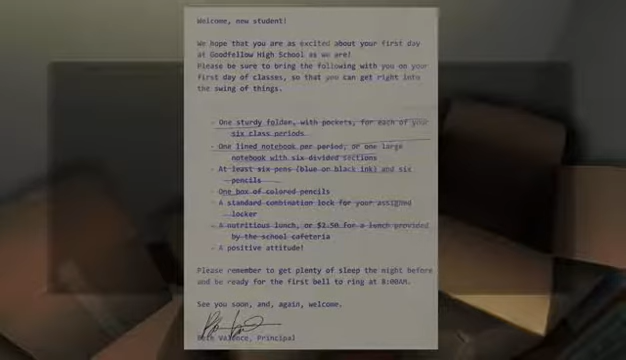 Welcome, new student!
We hope that you are as excited about your first day
at Goodfellow High School as we are!
Please be sure to bring the following with you on your
first day of classes, so that you can get right into
the swing of things.
- One sturdy folder, with pockets, for each of your
six class periods.
- One lined notebook per period, or one large
notebook with six divided sections
- At least six pens (blue or black ink) and six
pencils
- One box of colored pencils
- A standard combination lock for your assigned
locker
- A nutritious lunch, or $2.50 for a lunch provided
by the school cafeteria
- A positive attitude!
Please remember to get plenty of sleep the night before
and be ready for the first bell to ring at 8:00AM.
See you soon, and, again, welcome.
Principal